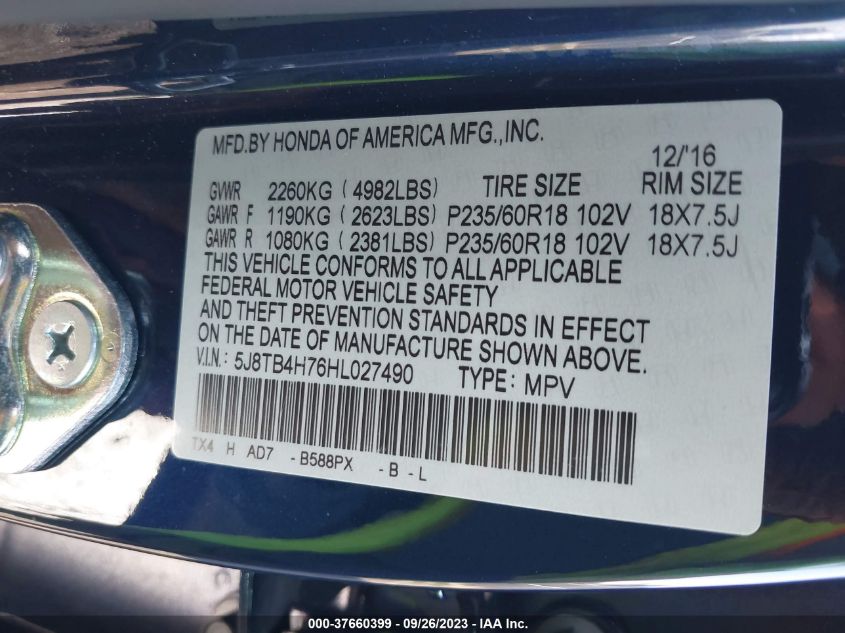 MFD.BY HONDA OF AMERICA MFG.,INC.
12/'16
GVWR 2260KG ( 4982LBS) TIRE SIZE RIM SIZE
GAWR F 1190KG ( 2623LBS) P235/60R18 102V 18X7.5J
GAWR R 1080KG ( 2381LBS) P235/60R18 102V 18X7.5J
THIS VEHICLE CONFORMS TO ALL APPLICABLE
FEDERAL MOTOR VEHICLE SAFETY
AND THEFT PREVENTION STANDARDS IN EFFECT
ON THE DATE OF MANUFACTURE SHOWN ABOVE.
V.I.N.: 5J8TB4H76HL027490 TYPE: MPV
TX4 H AD7 - B588PX - B - L
000-37660399 - 09/26/2023 - IAA Inc.